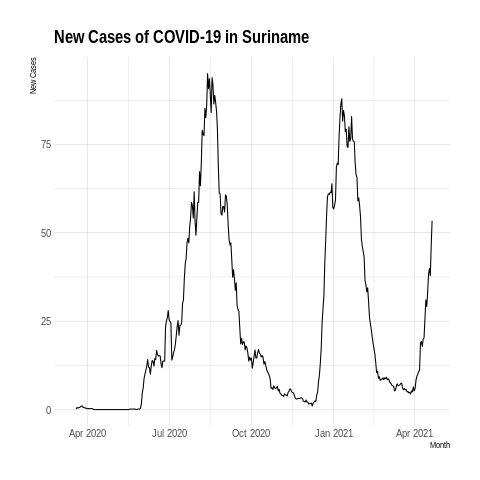 New Cases of COVID-19 in Suriname
New Cases
75
50
25
0
Apr 2020 Jul 2020 Oct 2020 Jan 2021 Apr 2021
Month